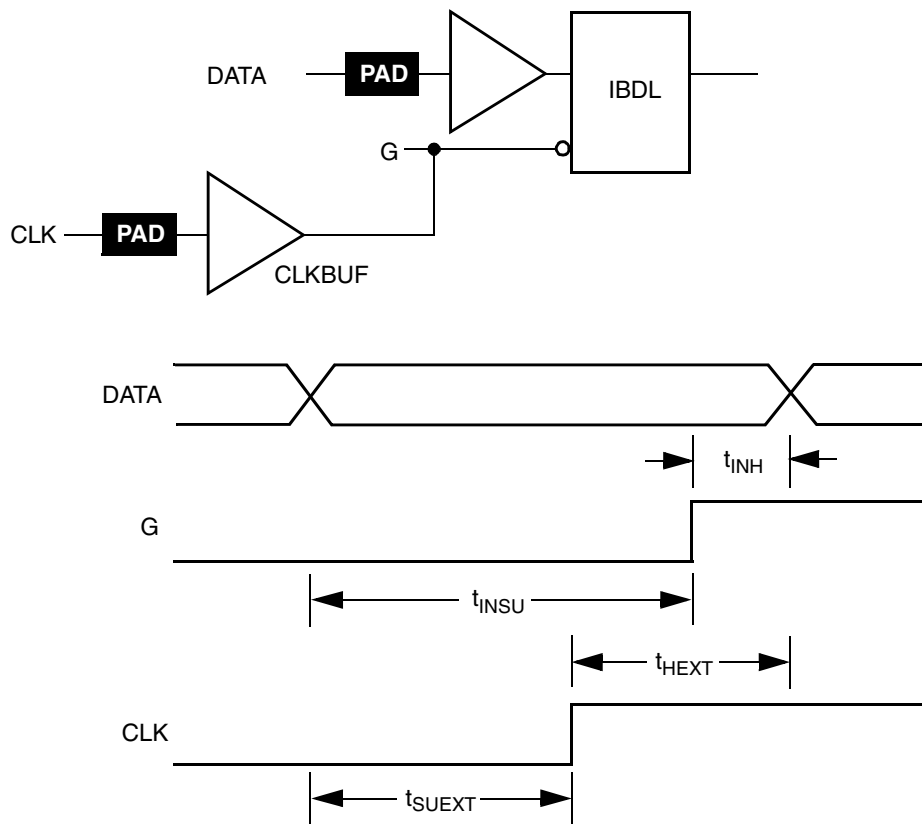 DATA
PAD
IBDL
G
CLK
PAD
CLKBUF
DATA
tINH
G
tINSU
tHEXT
CLK
tSUEXT